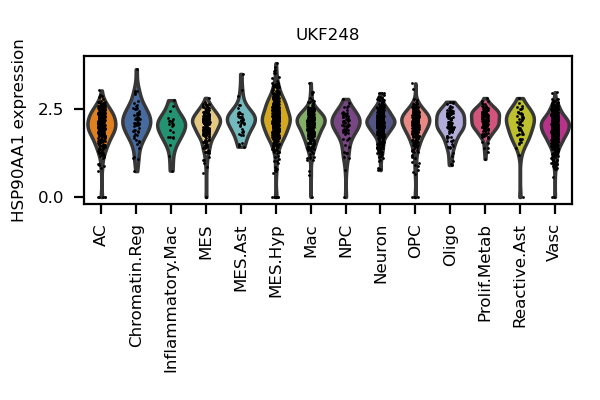 UKF248
HSP90AA1 expression
2.5
0.0
AC
Chromatin.Reg
Inflammatory.Mac
MES
MES.Ast
MES.Hyp
Mac
NPC
Neuron
OPC
Oligo
Prolif.Metab
Reactive.Ast
Vasc